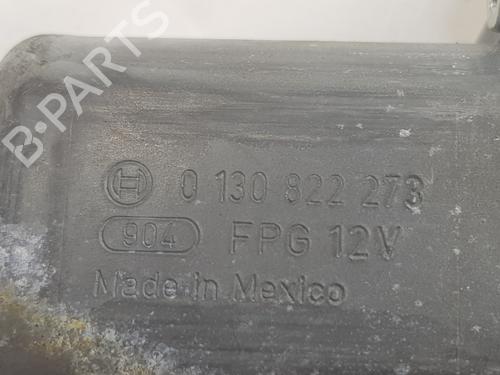 B-PARTS
0 130 822 273
904 FPG 12V
Made in Mexico